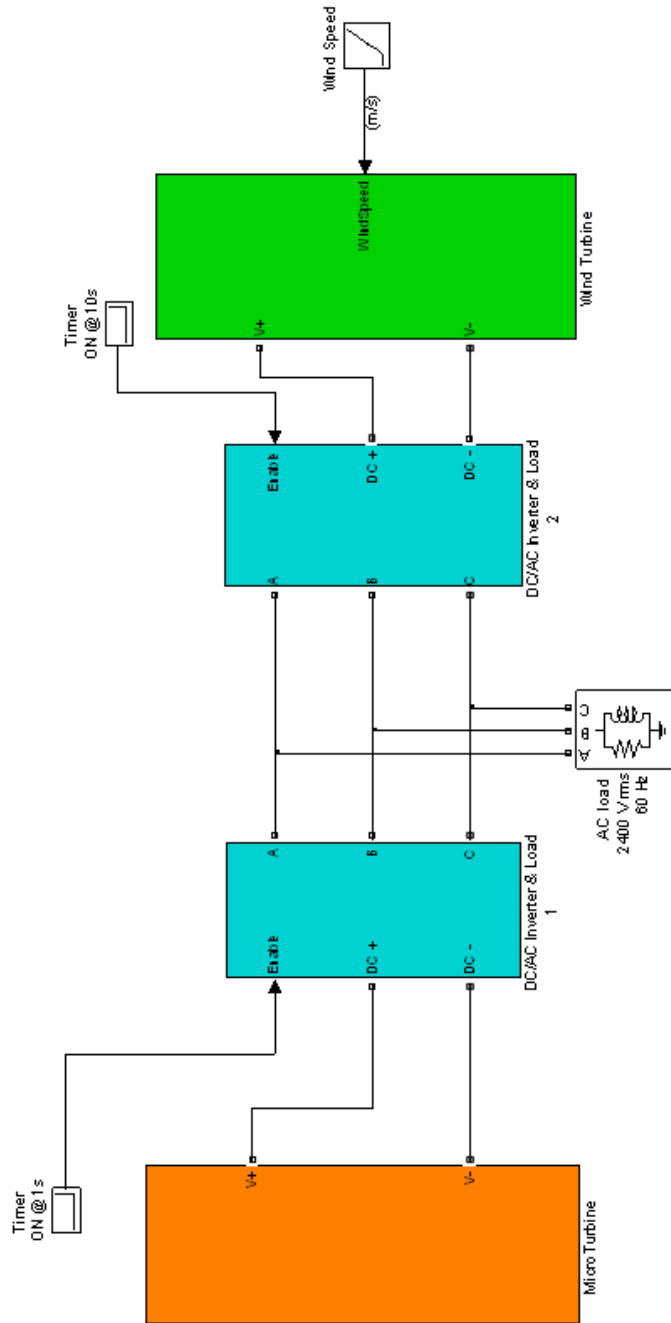 Timer
ON @1s
Micro Turbine
V+
V-
Enable
DC +
DC -
A
B
C
DC/AC Inverter & Load
1
A
B
C
AC load
2400 Vrms
60 Hz
A
B
C
Enable
DC +
DC -
DC/AC Inverter & Load
2
Timer
ON @10s
V+
V-
WindSpeed
Wind Turbine
(m/s)
Wind Speed